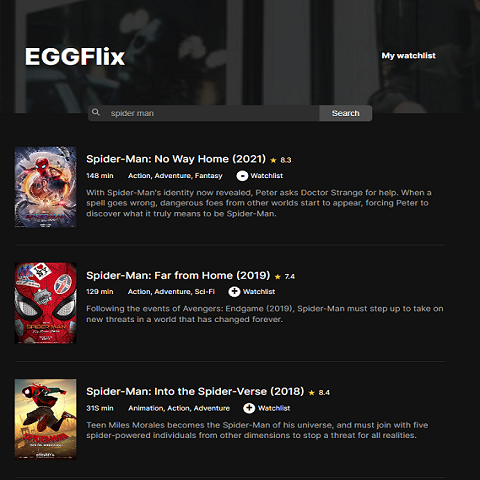 EGGFlix
My watchlist
spider man
Search
Spider-Man: No Way Home (2021) ★ 8.3
148 min Action, Adventure, Fantasy - Watchlist
With Spider-Man's identity now revealed, Peter asks Doctor Strange for help. When a
spell goes wrong, dangerous foes from other worlds start to appear, forcing Peter to
discover what it truly means to be Spider-Man.
Spider-Man: Far from Home (2019) ★ 7.4
129 min Action, Adventure, Sci-Fi + Watchlist
Following the events of Avengers: Endgame (2019), Spider-Man must step up to take on
new threats in a world that has changed forever.
Spider-Man: Into the Spider-Verse (2018) ★ 8.4
31S min Animation, Action, Adventure + Watchlist
Teen Miles Morales becomes the Spider-Man of his universe, and must join with five
spider-powered individuals from other dimensions to stop a threat for all realities.